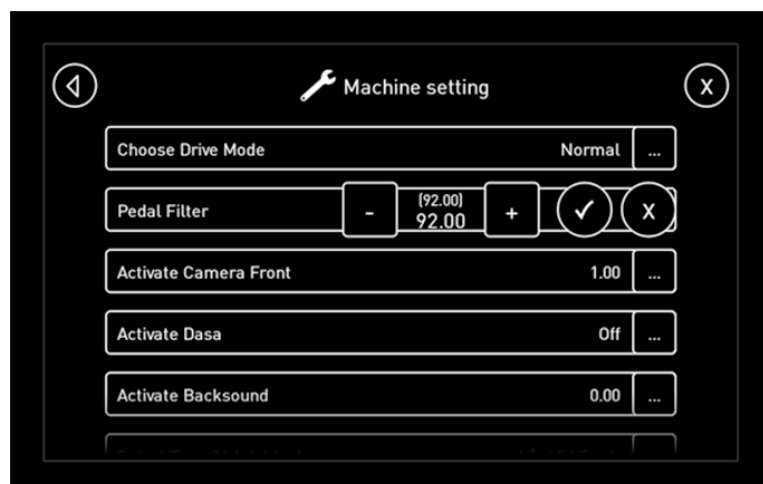 Machine setting
X
Choose Drive Mode Normal ...
Pedal Filter - (92.00) 92.00 + X
Activate Camera Front 1.00 ...
Activate Dasa Off ...
Activate Backsound 0.00 ...